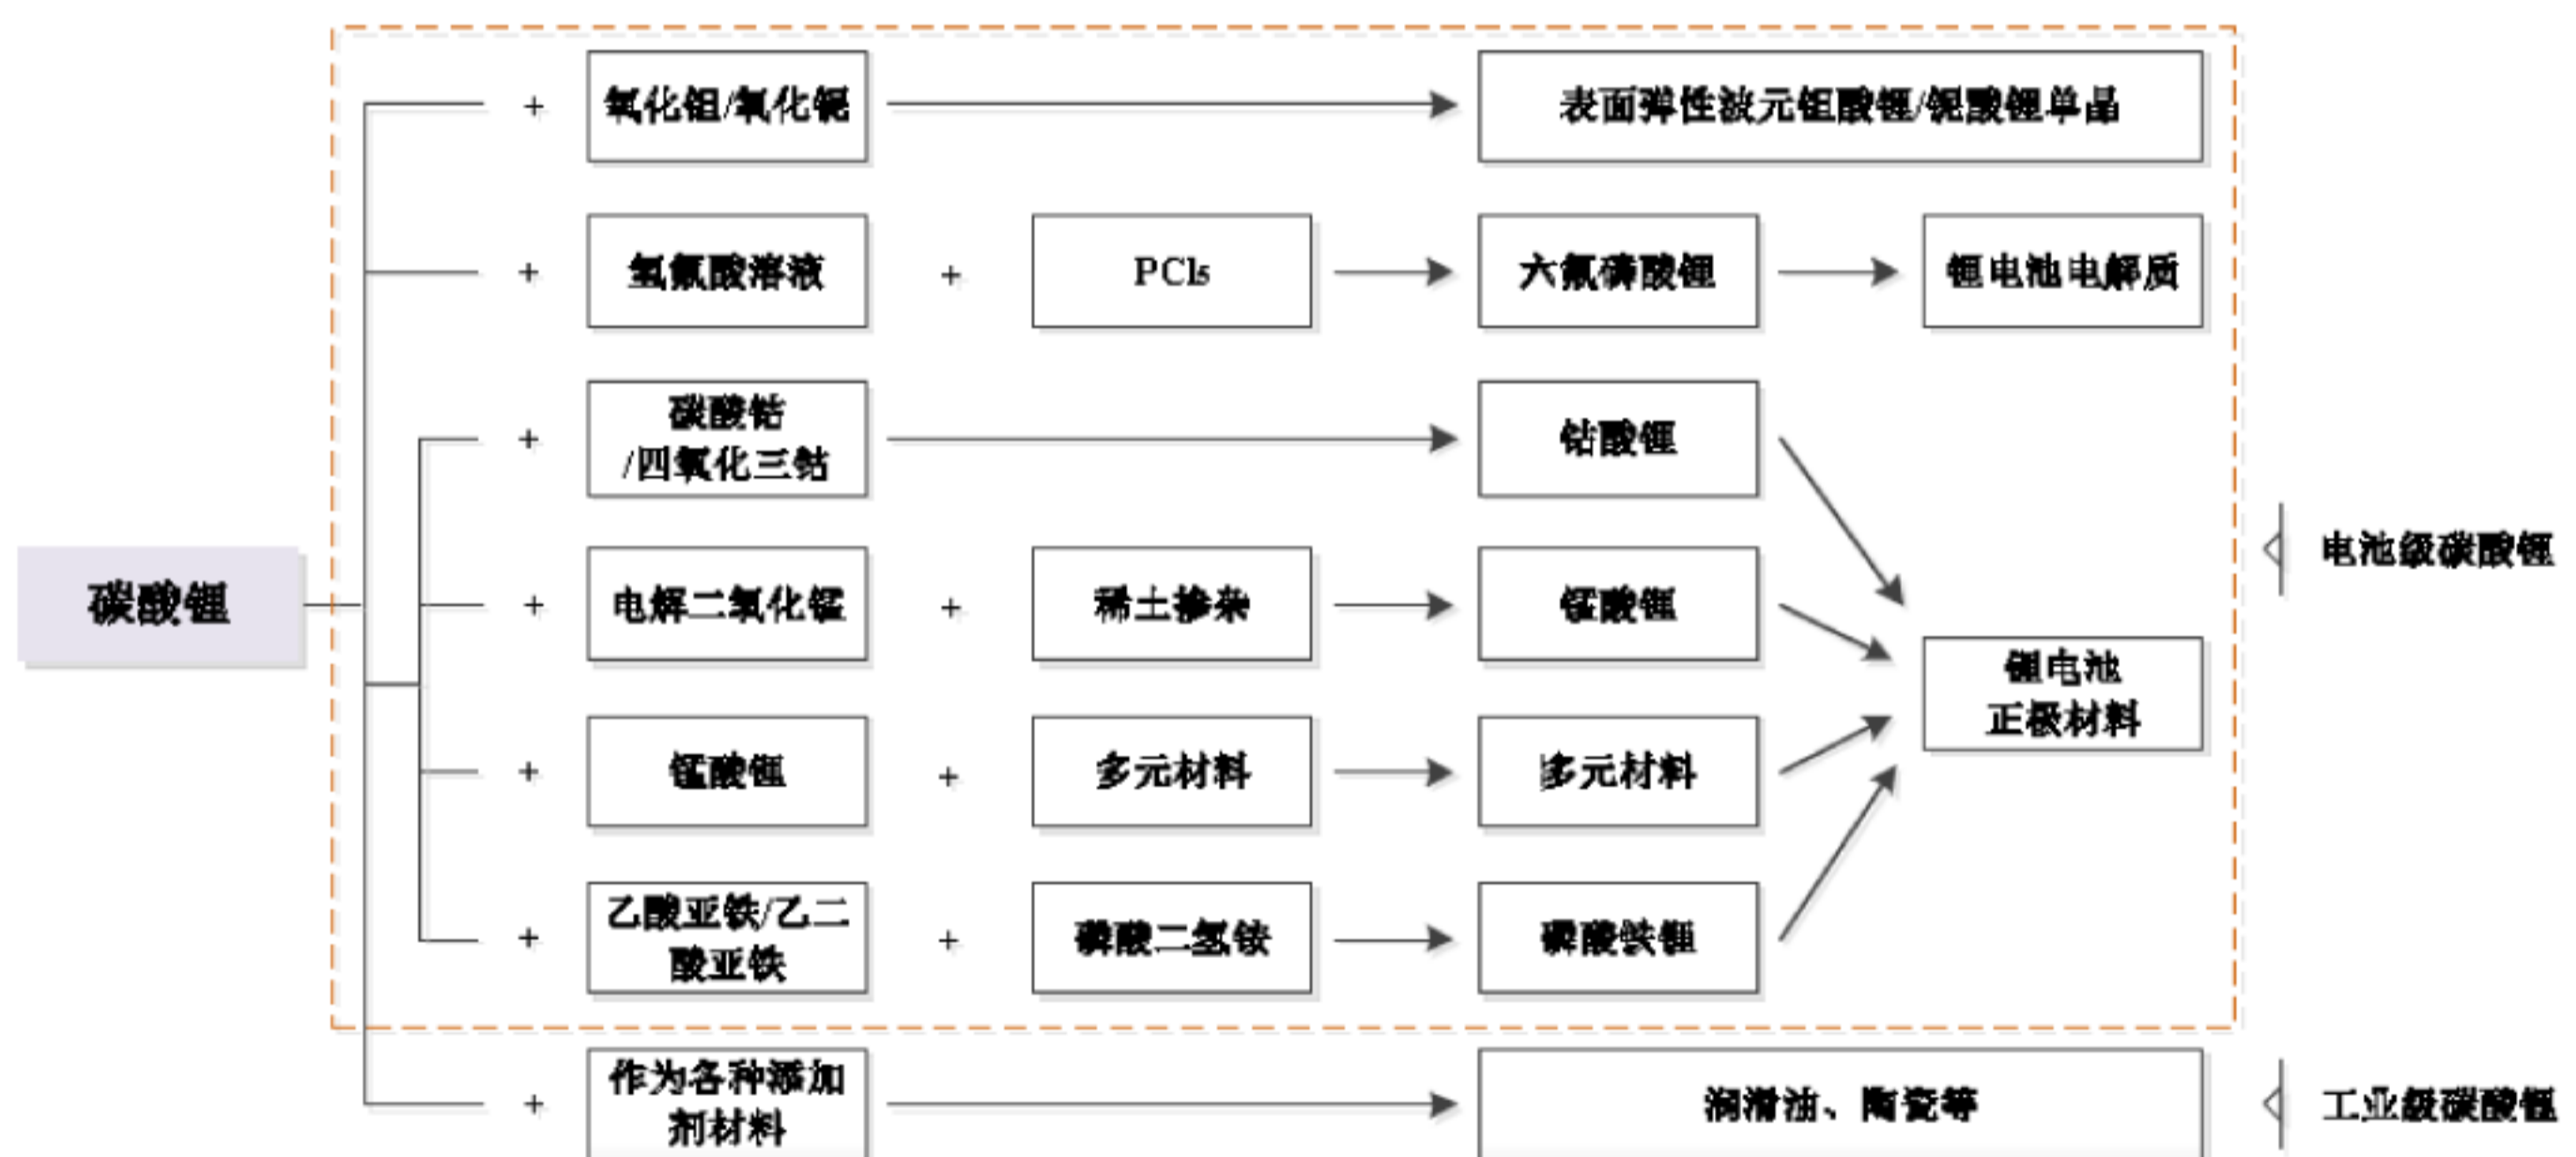 + 氧化钽/氧化铌 表面弹性波元钽酸锂/铌酸锂单晶
+ 氢氟酸溶液 + PCl₅ 六氟磷酸锂 锂电池电解质
+ 碳酸钴
/四氧化三钴 钴酸锂
电池级碳酸锂
碳酸锂 + 电解二氧化锰 + 稀土掺杂 锰酸锂
锂电池
正极材料
+ 锰酸锂 + 多元材料 多元材料
+ 乙酸亚铁/乙二
酸亚铁 + 磷酸二氢铵 磷酸铁锂
+ 作为各种添加
剂材料 润滑油、陶瓷等 工业级碳酸锂